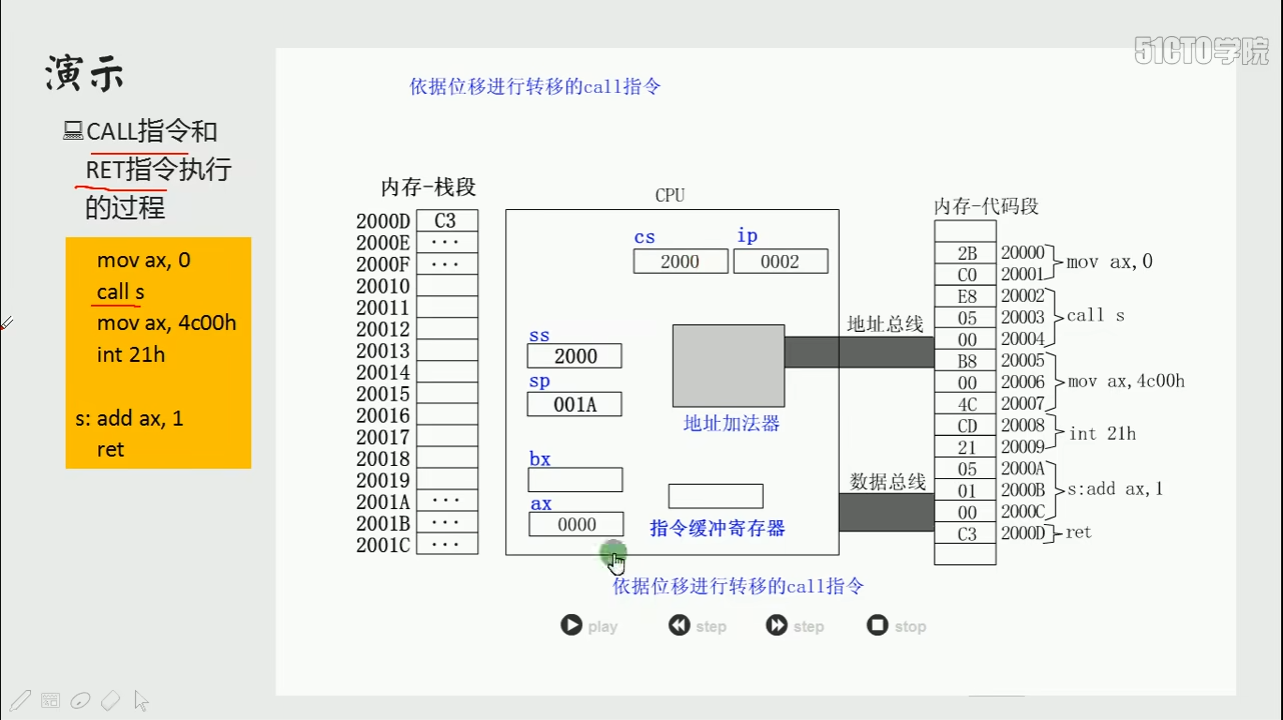 51CTO学院
演示
CALL指令和
RET指令执行
的过程
mov ax, 0
call s
mov ax, 4c00h
int 21h
s: add ax, 1
ret
依据位移进行转移的call指令
内存-栈段
2000D C3
2000E ···
2000F ···
20010
20011
20012
20013
20014
20015
20016
20017
20018
20019
2001A ···
2001B ···
2001C ···
CPU
cs ip
2000 0002
ss
2000
sp
001A
bx
ax
0000
地址加法器
指令缓冲寄存器
地址总线
数据总线
内存-代码段
2B 20000
C0 20001
mov ax,0
E8 20002
05 20003
00 20004
call s
B8 20005
00 20006
4C 20007
mov ax,4c00h
CD 20008
21 20009
int 21h
05 2000A
01 2000B
00 2000C
s:add ax,1
C3 2000D
ret
依据位移进行转移的call指令
play step step stop